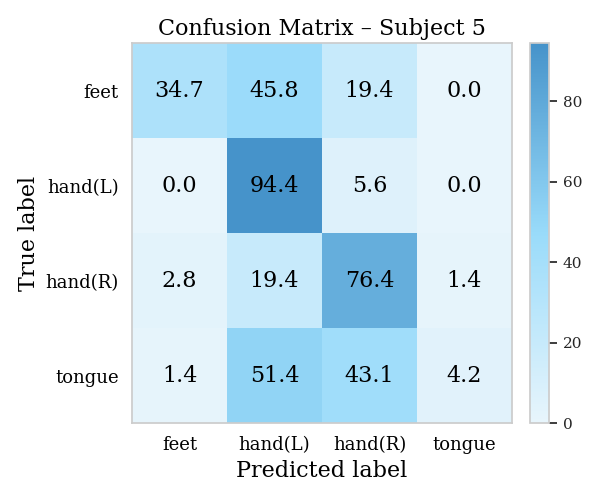 Confusion Matrix – Subject 5
feet 34.7 45.8 19.4 0.0
hand(L) 0.0 94.4 5.6 0.0
hand(R) 2.8 19.4 76.4 1.4
tongue 1.4 51.4 43.1 4.2
feet hand(L) hand(R) tongue
Predicted label
True label
80
60
40
20
0